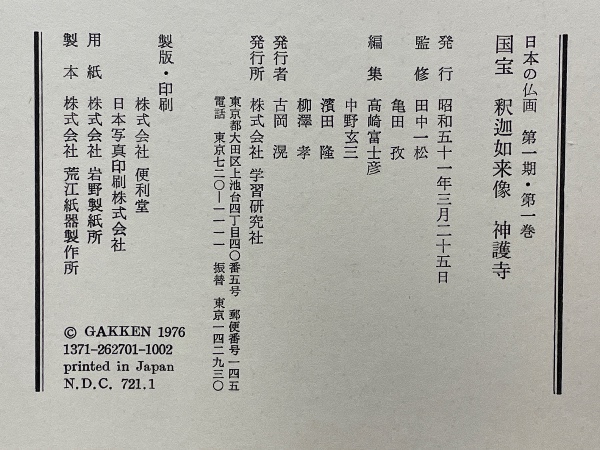 日本の仏画　第一期・第一巻
国宝　釈迦如来像　神護寺
発行　昭和五十一年三月二十五日
監修　田中一松
亀田　孜
編集　高崎富士彦
中野玄三
濱田　隆
柳澤　孝
発行者　古岡　滉
発行所　株式会社 学習研究社
東京都大田区上池台四丁目四〇番五号　郵便番号一四五
電話　東京七二〇―一一一一　振替　東京一四二九三〇
製版・印刷
株式会社 便利堂
日本写真印刷株式会社
用紙　株式会社 岩野製紙所
製本　株式会社 荒江紙器製作所
© GAKKEN 1976
1371-262701-1002
printed in Japan
N.D.C. 721.1